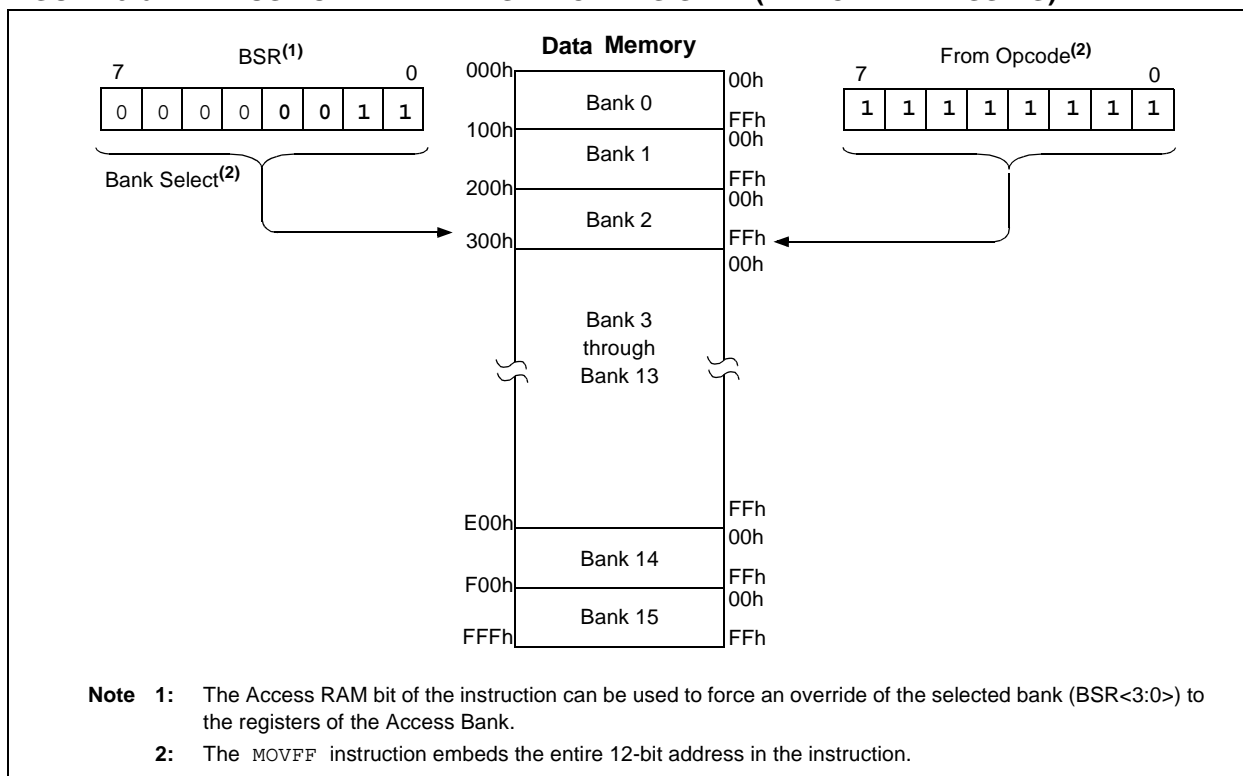 BSR(1)
7 0
0 0 0 0 0 0 1 1
Bank Select(2)
Data Memory
000h
00h
Bank 0
FFh
100h
00h
Bank 1
FFh
200h
00h
Bank 2
FFh
300h
00h
Bank 3
through
Bank 13
FFh
E00h
00h
Bank 14
FFh
F00h
00h
Bank 15
FFFh
FFh
From Opcode(2)
7 0
1 1 1 1 1 1 1 1
Note 1: The Access RAM bit of the instruction can be used to force an override of the selected bank (BSR<3:0>) to
the registers of the Access Bank.
2: The MOVFF instruction embeds the entire 12-bit address in the instruction.